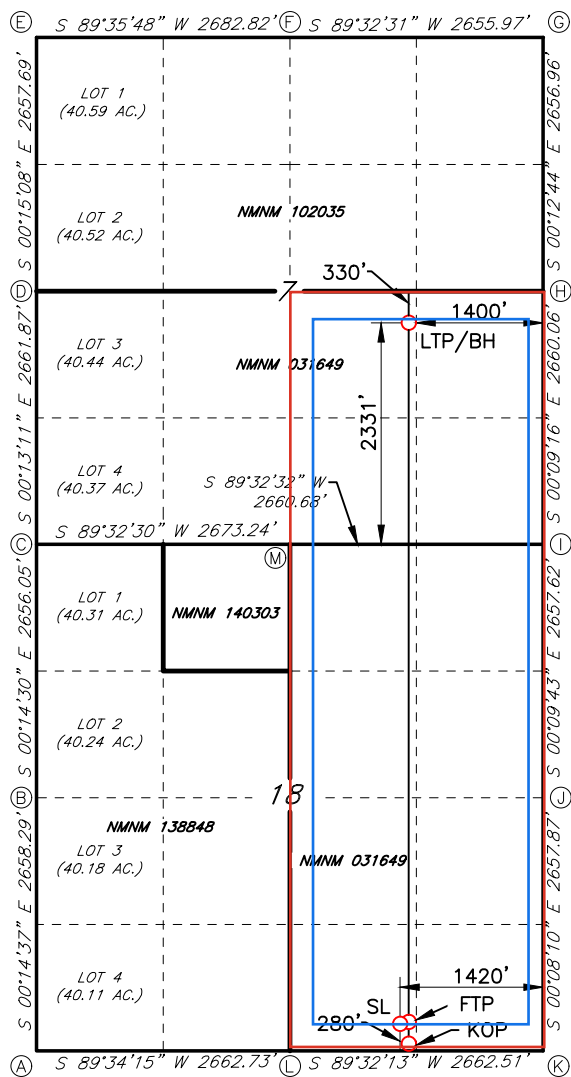 E S 89°35'48" W 2682.82' F S 89°32'31" W 2655.97' G
S 00°15'08" E 2657.69'
LOT 1
(40.59 AC.)
S 00°12'44" E 2656.96'
LOT 2
(40.52 AC.)
NMNM 102035
330'
D 7 H
1400'
LTP/BH
S 00°13'11" E 2661.87'
LOT 3
(40.44 AC.)
NMNM 031649
2331'
S 00°09'16" E 2660.06'
LOT 4
(40.37 AC.)
S 89°32'32" W
2660.68'
S 89°32'30" W 2673.24'
C M I
S 00°14'30" E 2656.05'
LOT 1
(40.31 AC.)
NMNM 140303
S 00°09'43" E 2657.62'
LOT 2
(40.24 AC.)
B 18 J
NMNM 138848
S 00°14'37" E 2658.29'
LOT 3
(40.18 AC.)
NMNM 031649
S 00°08'10" E 2657.87'
LOT 4
(40.11 AC.)
1420'
SL FTP
280' KOP
A S 89°34'15" W 2662.73' L S 89°32'13" W 2662.51' K